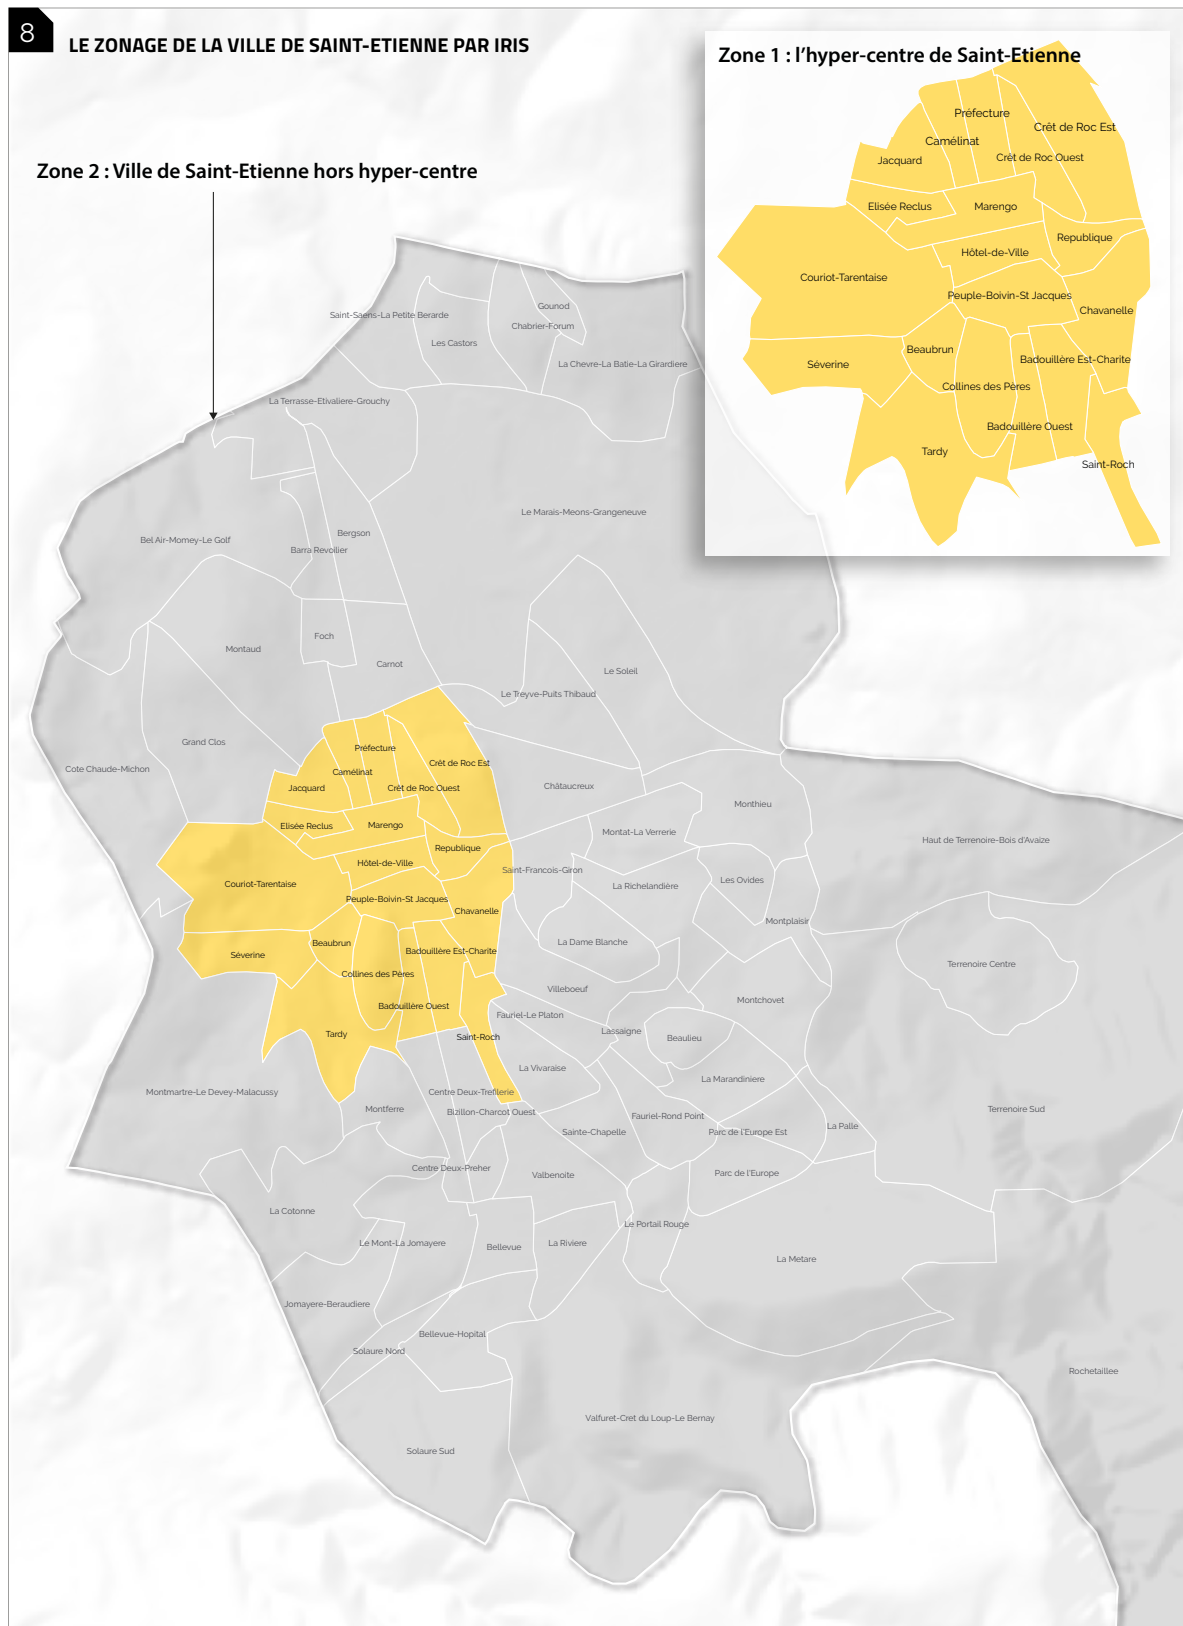 8
LE ZONAGE DE LA VILLE DE SAINT-ETIENNE PAR IRIS
Zone 1 : l'hyper-centre de Saint-Etienne
Préfecture
Crêt de Roc Est
Camélinat
Crêt de Roc Ouest
Jacquard
Elisée Reclus
Marengo
Republique
Hôtel-de-Ville
Couriot-Tarentaise
Peuple-Boivin-St Jacques
Chavanelle
Beaubrun
Badouillère Est-Charite
Séverine
Collines des Pères
Badouillère Ouest
Tardy
Saint-Roch
Zone 2 : Ville de Saint-Etienne hors hyper-centre
Gounod
Saint-Saens-La Petite Berarde
Chabrier-Forum
Les Castors
La Chevre-La Batie-La Girardiere
La Terrasse-Etivaliere-Grouchy
Le Marais-Meons-Grangeneuve
Bergson
Bel Air-Momey-Le Golf
Barra Revoilier
Foch
Montaud
Carnot
Le Soleil
Le Treyve-Puits Thibaud
Grand Clos
Préfecture
Crêt de Roc Est
Cote Chaude-Michon
Camélinat
Jacquard
Crêt de Roc Ouest
Châteaucreux
Monthieu
Elisée Reclus
Marengo
Montat-La Verrerie
Haut de Terrenoire-Bois d'Avaize
Republique
Hôtel-de-Ville
Saint-Francois-Giron
Couriot-Tarentaise
La Richelandière
Les Ovides
Peuple-Boivin-St Jacques
Chavanelle
Montplaisir
Beaubrun
La Dame Blanche
Badouillère Est-Charite
Séverine
Terrenoire Centre
Collines des Pères
Villeboeuf
Montchovet
Badouillère Ouest
Fauriel-Le Platon
Lassaigne
Tardy
Saint-Roch
Beaulieu
La Vivaraise
La Marandiniere
Montmartre-Le Devey-Malacussy
Centre Deux-Trefilerie
Montferre
Bizillon-Charcot Ouest
Terrenoire Sud
Fauriel-Rond Point
La Palle
Sainte-Chapelle
Parc de l'Europe Est
Centre Deux-Preher
Valbenoite
Parc de l'Europe
La Cotonne
Le Portail Rouge
Le Mont-La Jomayere
Bellevue
La Riviere
La Metare
Jomayere-Beraudiere
Bellevue-Hopital
Solaure Nord
Rochetaillee
Valfuret-Cret du Loup-Le Bernay
Solaure Sud